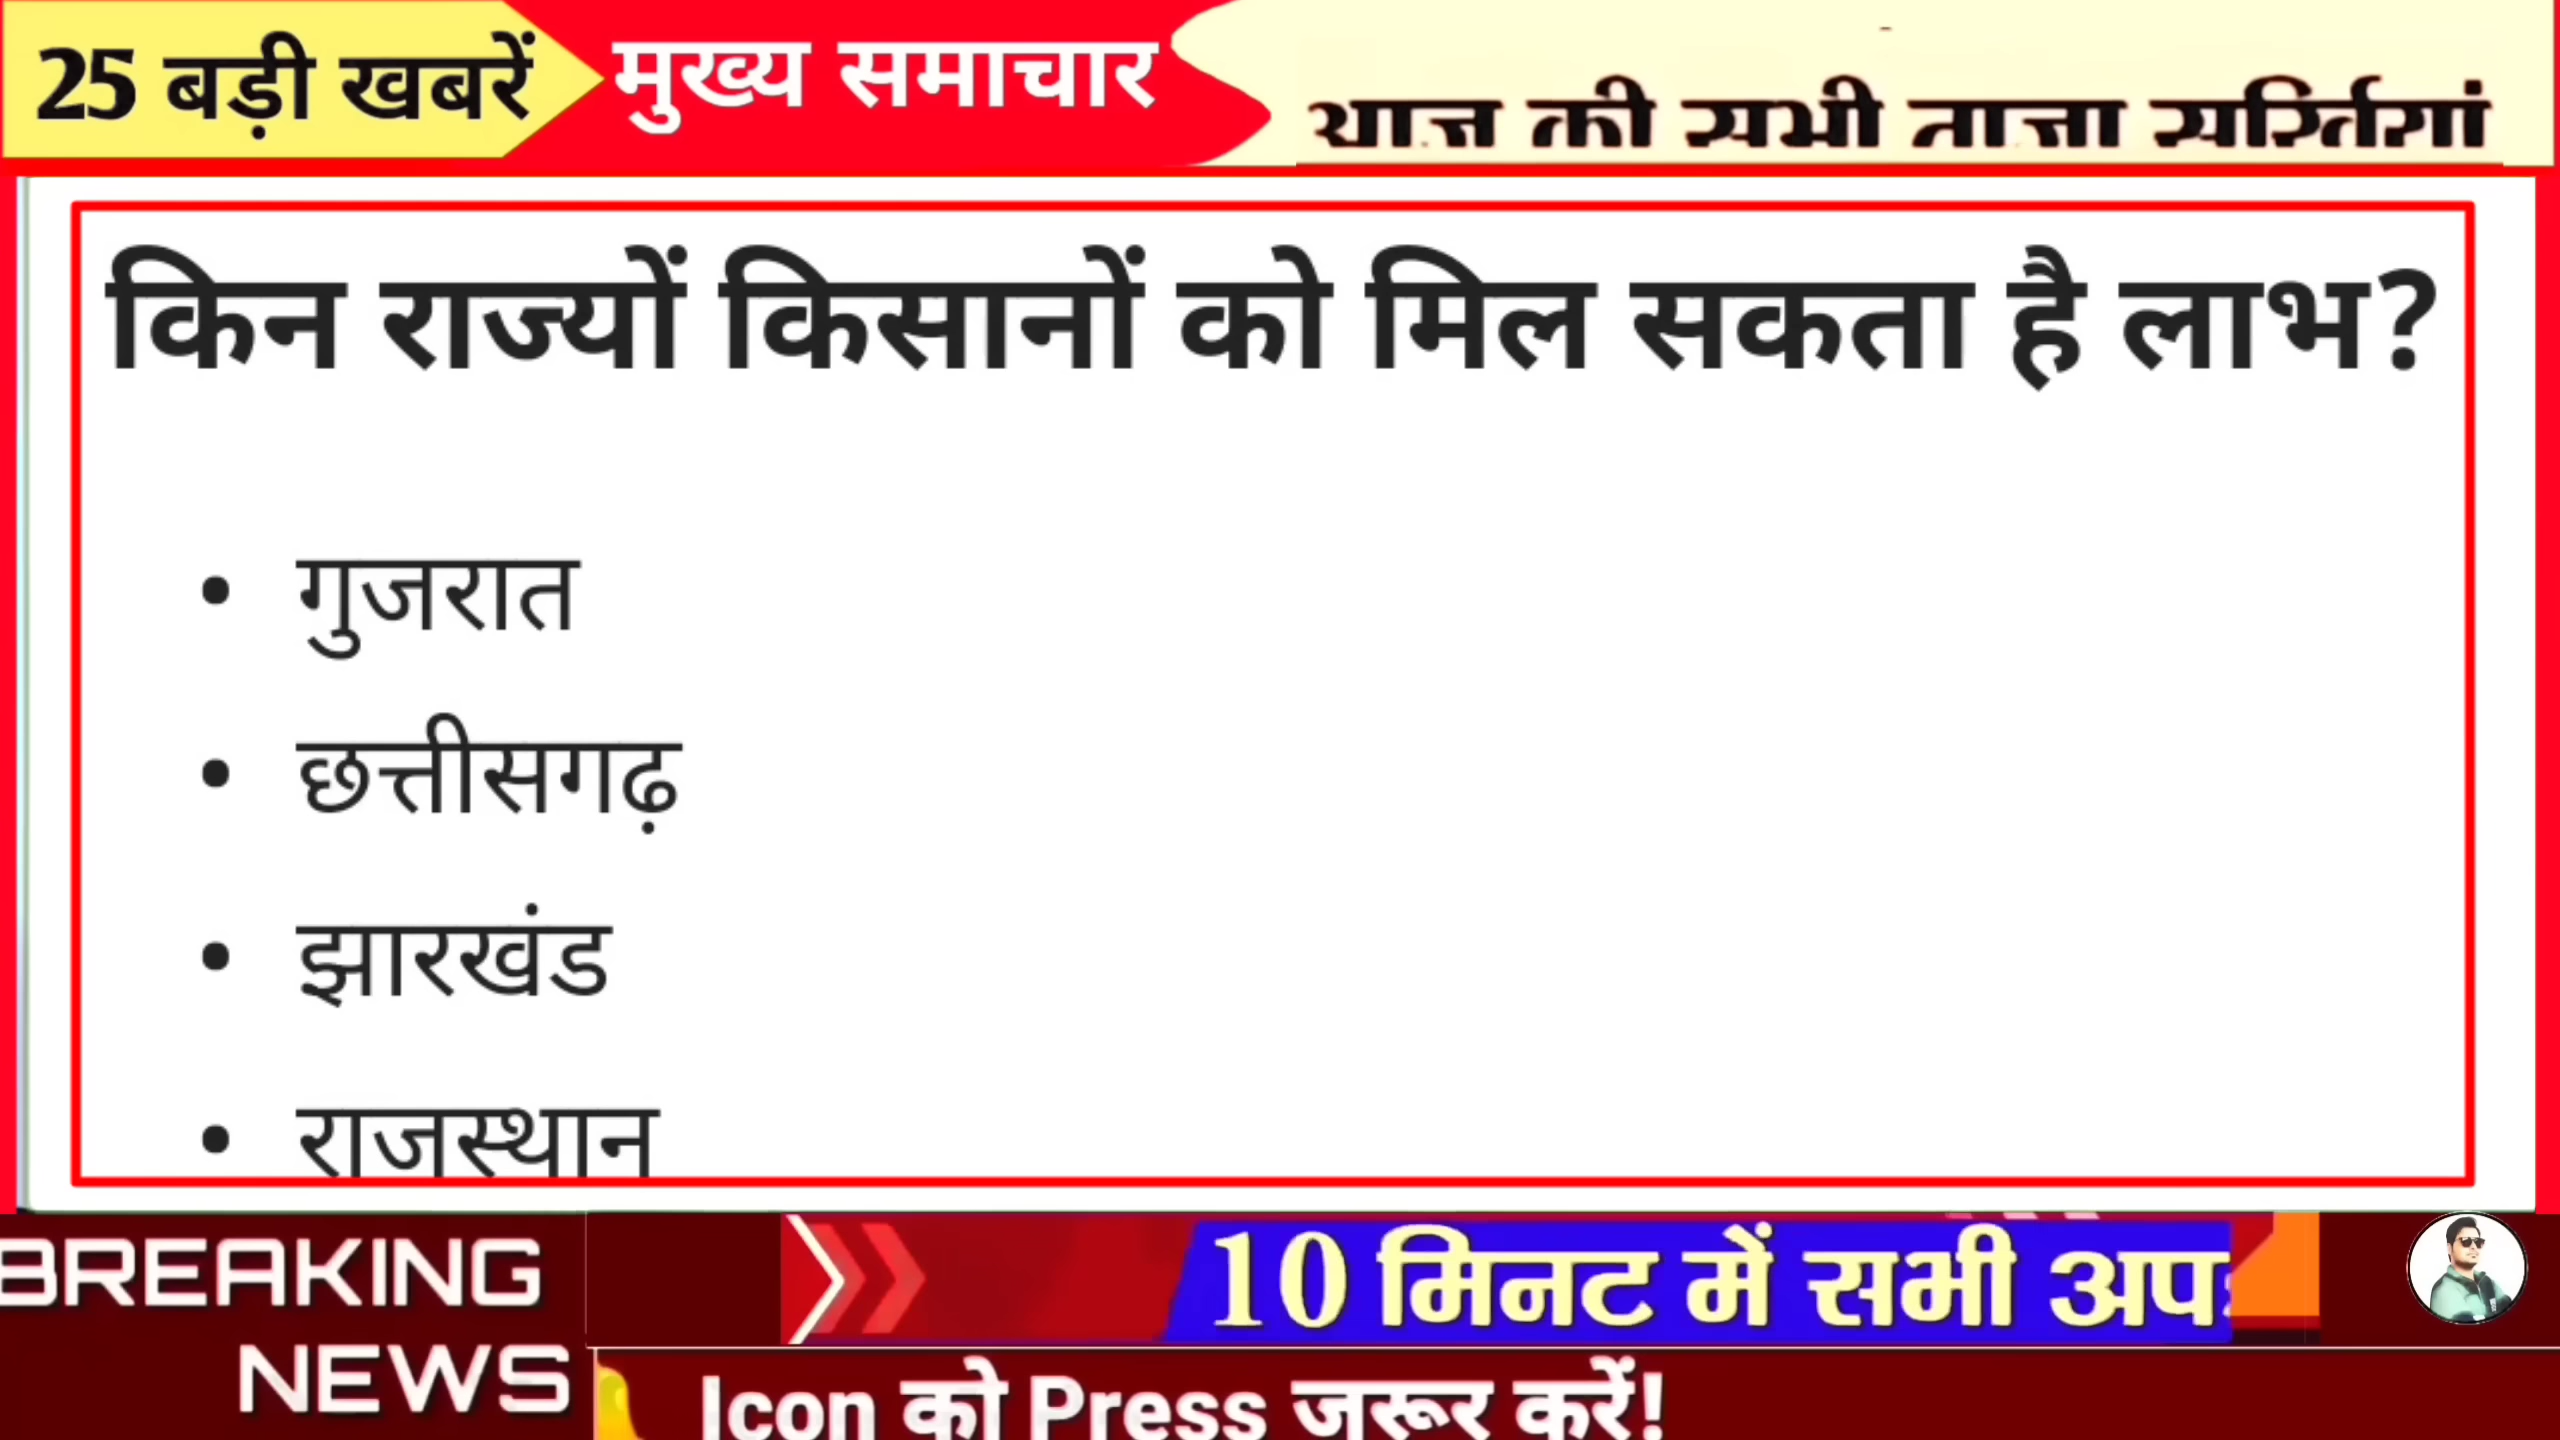 25 बड़ी खबरें
मुख्य समाचार
किन राज्यों किसानों को मिल सकता है लाभ?
• गुजरात
• छत्तीसगढ़
• झारखंड
• राजस्थान
BREAKING
NEWS
10 मिनट में सभी अप
Icon को Press जरूर करें!